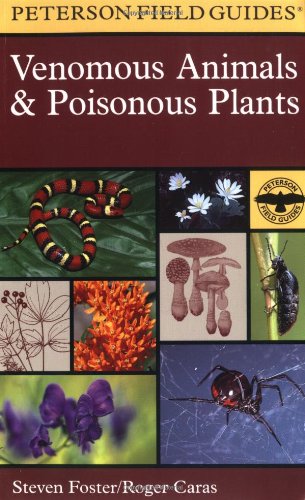 PETERSON FIELD GUIDES®
Venomous Animals
& Poisonous Plants
PETERSON
FIELD GUIDES
Steven Foster/Roger Caras